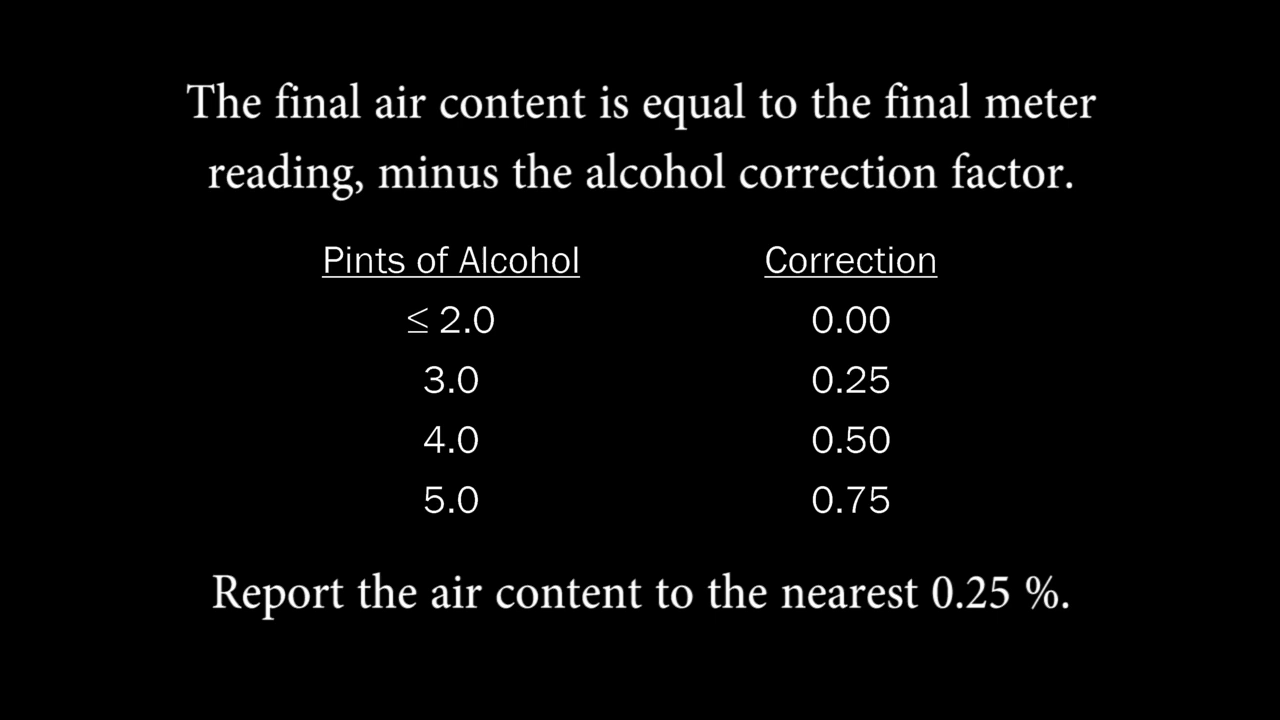 The final air content is equal to the final meter
reading, minus the alcohol correction factor.
Pints of Alcohol Correction
≤ 2.0 0.00
3.0 0.25
4.0 0.50
5.0 0.75
Report the air content to the nearest 0.25 %.